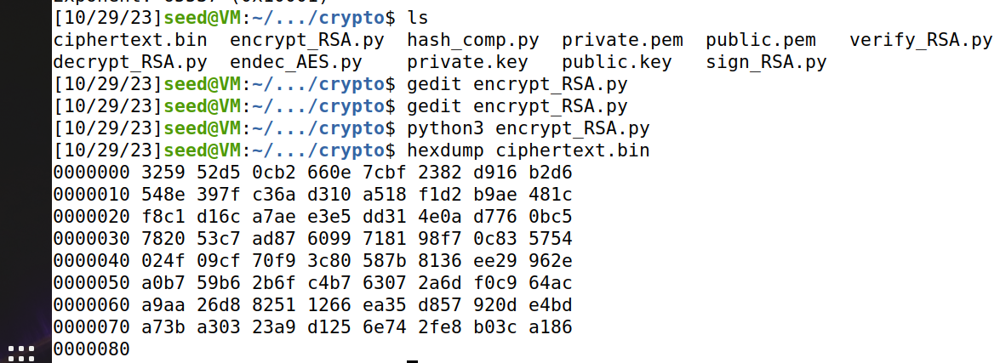 Exponent: 65537 (0x10001)
[10/29/23]seed@VM:~/.../crypto$ ls
ciphertext.bin  encrypt_RSA.py  hash_comp.py  private.pem  public.pem   verify_RSA.py
decrypt_RSA.py  endec_AES.py    private.key   public.key   sign_RSA.py
[10/29/23]seed@VM:~/.../crypto$ gedit encrypt_RSA.py
[10/29/23]seed@VM:~/.../crypto$ gedit encrypt_RSA.py
[10/29/23]seed@VM:~/.../crypto$ python3 encrypt_RSA.py
[10/29/23]seed@VM:~/.../crypto$ hexdump ciphertext.bin
0000000 3259 52d5 0cb2 660e 7cbf 2382 d916 b2d6
0000010 548e 397f c36a d310 a518 f1d2 b9ae 481c
0000020 f8c1 d16c a7ae e3e5 dd31 4e0a d776 0bc5
0000030 7820 53c7 ad87 6099 7181 98f7 0c83 5754
0000040 024f 09cf 70f9 3c80 587b 8136 ee29 962e
0000050 a0b7 59b6 2b6f c4b7 6307 2a6d f0c9 64ac
0000060 a9aa 26d8 8251 1266 ea35 d857 920d e4bd
0000070 a73b a303 23a9 d125 6e74 2fe8 b03c a186
0000080